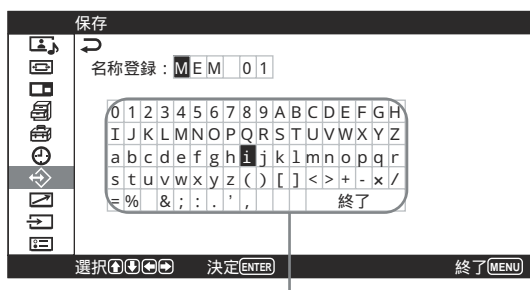 保存
名称登録：MEM 01
0123456789ABCDEFGH
IJKLMNOPQRSTUVWXYZ
abcdefghijklmnopqr
stuvwxyz()[]<>+-×/
=% &;:.', 終了
選択 決定ENTER 終了MENU